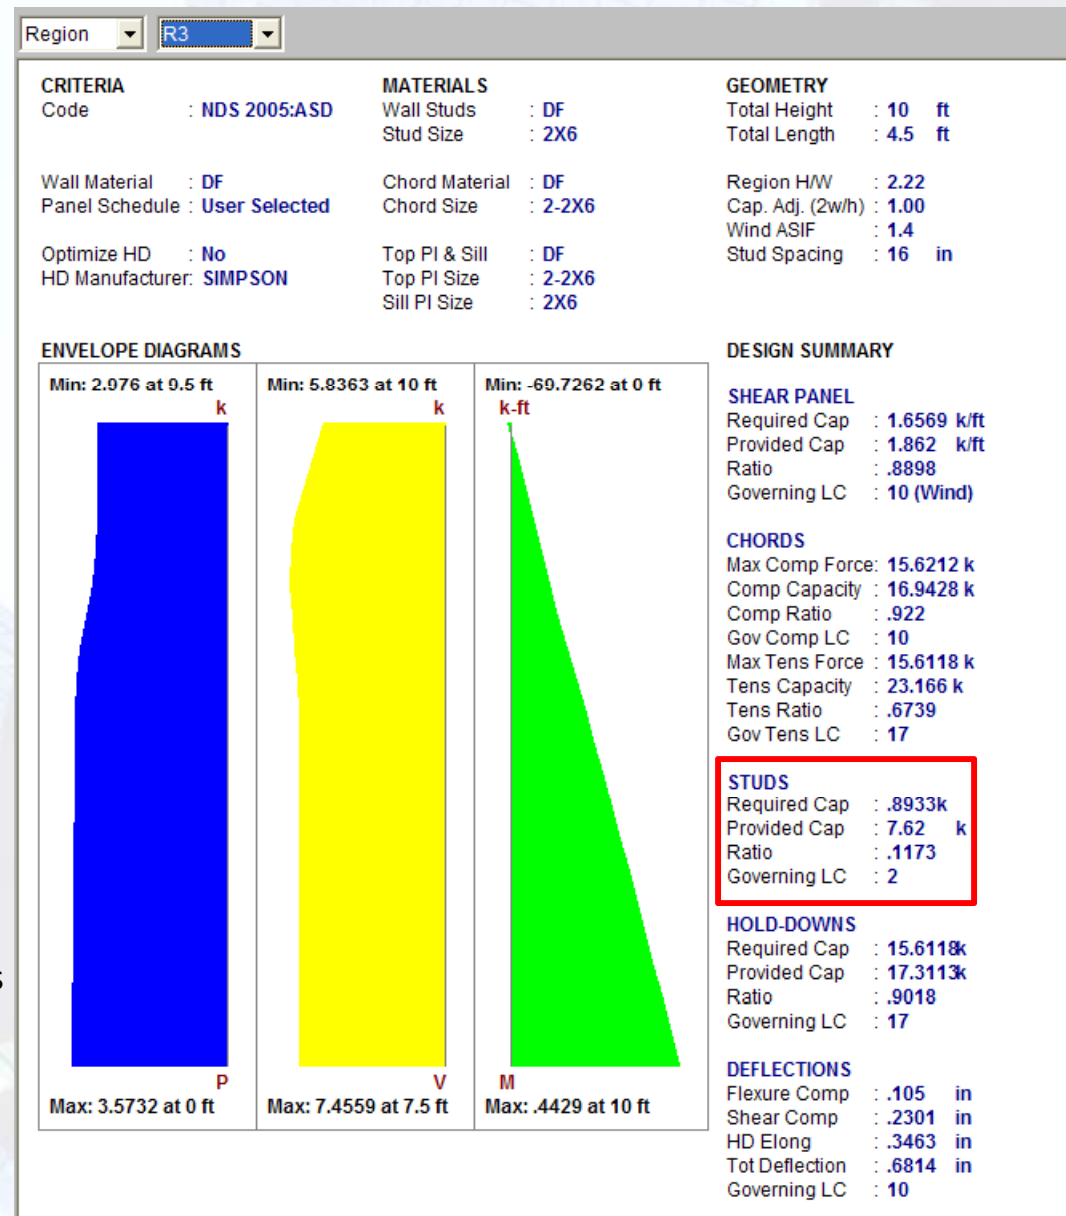 Region R3
CRITERIA
Code : NDS 2005:ASD
Wall Material : DF
Panel Schedule : User Selected
Optimize HD : No
HD Manufacturer: SIMPSON
MATERIALS
Wall Studs : DF
Stud Size : 2X6
Chord Material : DF
Chord Size : 2-2X6
Top Pl & Sill : DF
Top Pl Size : 2-2X6
Sill Pl Size : 2X6
GEOMETRY
Total Height : 10 ft
Total Length : 4.5 ft
Region H/W : 2.22
Cap. Adj. (2w/h) : 1.00
Wind ASIF : 1.4
Stud Spacing : 16 in
ENVELOPE DIAGRAMS
Min: 2.976 at 9.5 ft
k
P
Max: 3.5732 at 0 ft
Min: 5.8363 at 10 ft
k
V
Max: 7.4559 at 7.5 ft
Min: -69.7262 at 0 ft
k-ft
M
Max: .4429 at 10 ft
DESIGN SUMMARY
SHEAR PANEL
Required Cap : 1.6569 k/ft
Provided Cap : 1.862 k/ft
Ratio : .8898
Governing LC : 10 (Wind)
CHORDS
Max Comp Force: 15.6212 k
Comp Capacity : 16.9428 k
Comp Ratio : .922
Gov Comp LC : 10
Max Tens Force : 15.6118 k
Tens Capacity : 23.166 k
Tens Ratio : .6739
Gov Tens LC : 17
STUDS
Required Cap : .8933k
Provided Cap : 7.62 k
Ratio : .1173
Governing LC : 2
HOLD-DOWNS
Required Cap : 15.6118k
Provided Cap : 17.3113k
Ratio : .9018
Governing LC : 17
DEFLECTIONS
Flexure Comp : .105 in
Shear Comp : .2301 in
HD Elong : .3463 in
Tot Deflection : .6814 in
Governing LC : 10